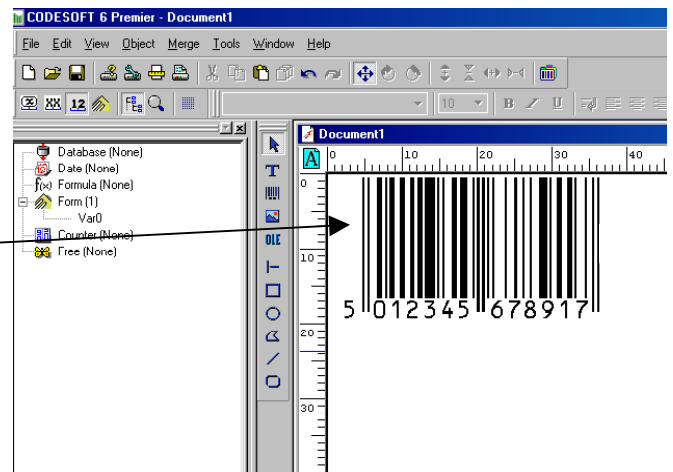 CODESOFT 6 Premier - Document1
File Edit View Object Merge Tools Window Help
XX 12 10 B I U
Document1
Database (None)
Date (None)
f(x) Formula (None)
Form (1)
Var0
Counter (None)
Free (None)
T
OLE
A
0 10 20 30 40
0
10
20
30
5 012345 678917